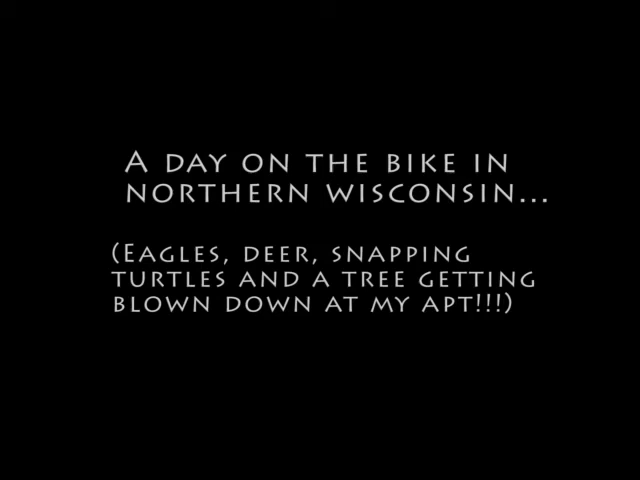 A DAY ON THE BIKE IN
NORTHERN WISCONSIN...
(EAGLES, DEER, SNAPPING
TURTLES AND A TREE GETTING
BLOWN DOWN AT MY APT!!!)